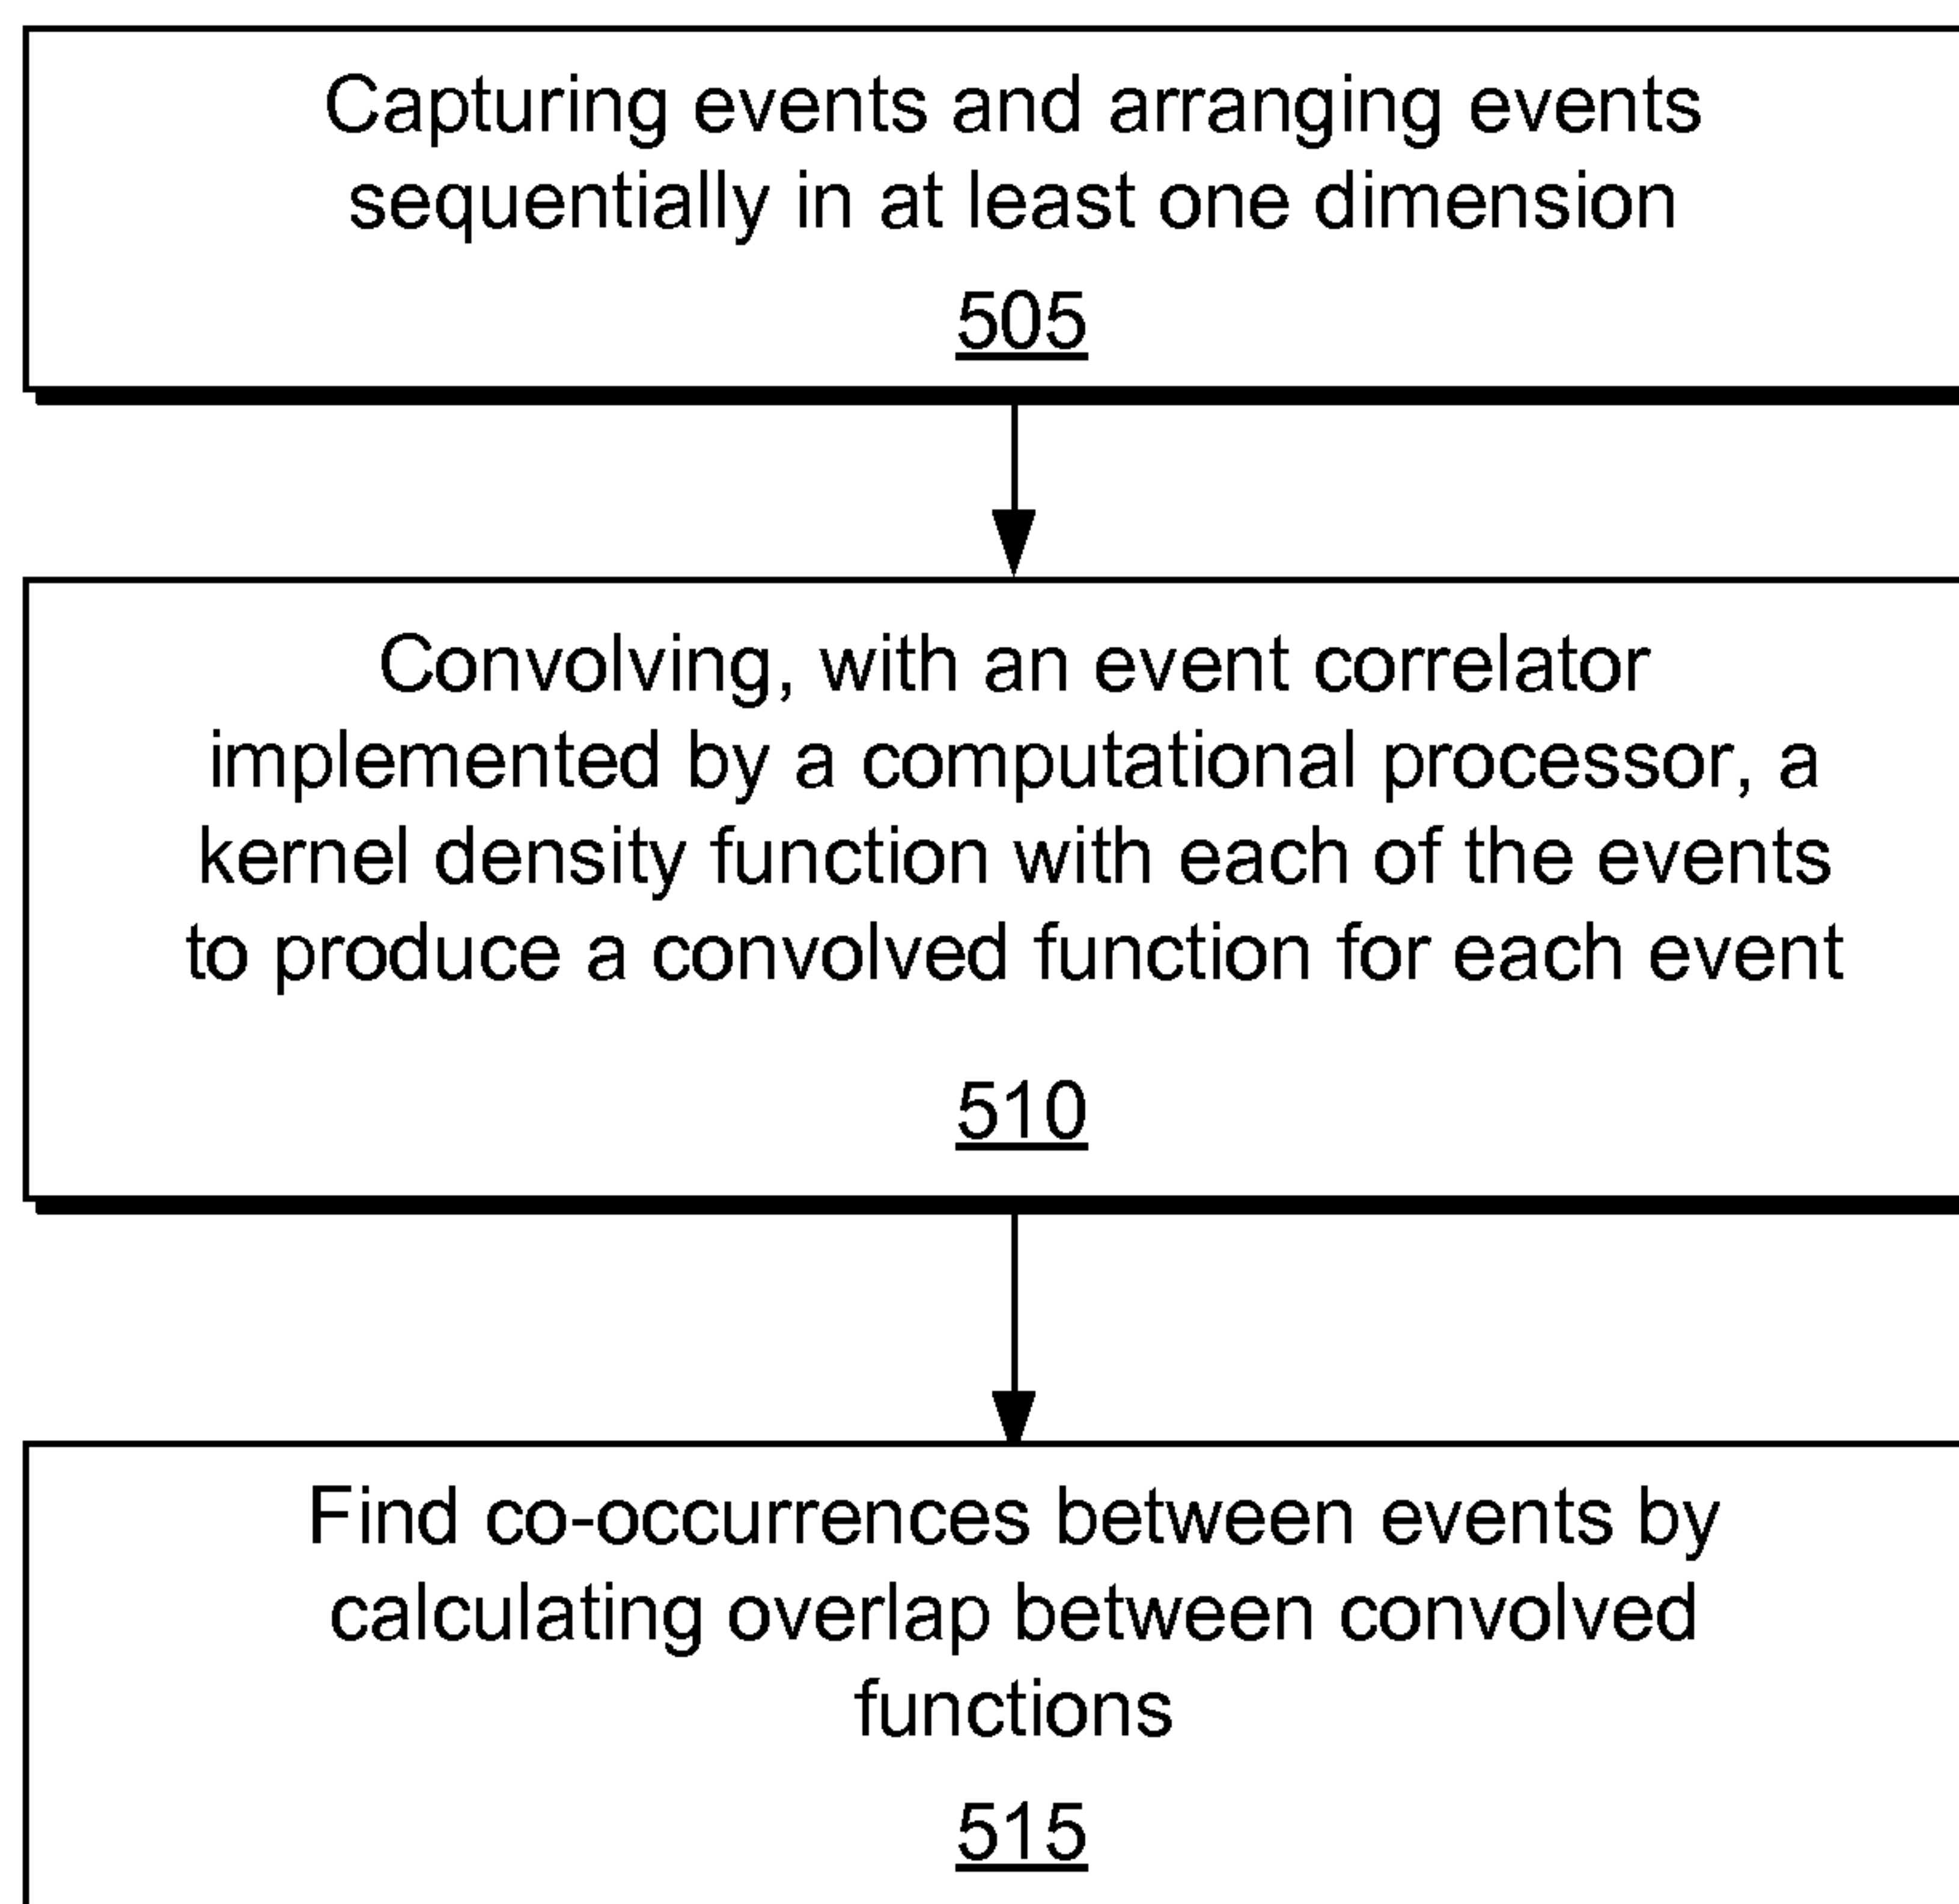 Capturing events and arranging events
sequentially in at least one dimension
505
Convolving, with an event correlator
implemented by a computational processor, a
kernel density function with each of the events
to produce a convolved function for each event
510
Find co-occurrences between events by
calculating overlap between convolved
functions
515